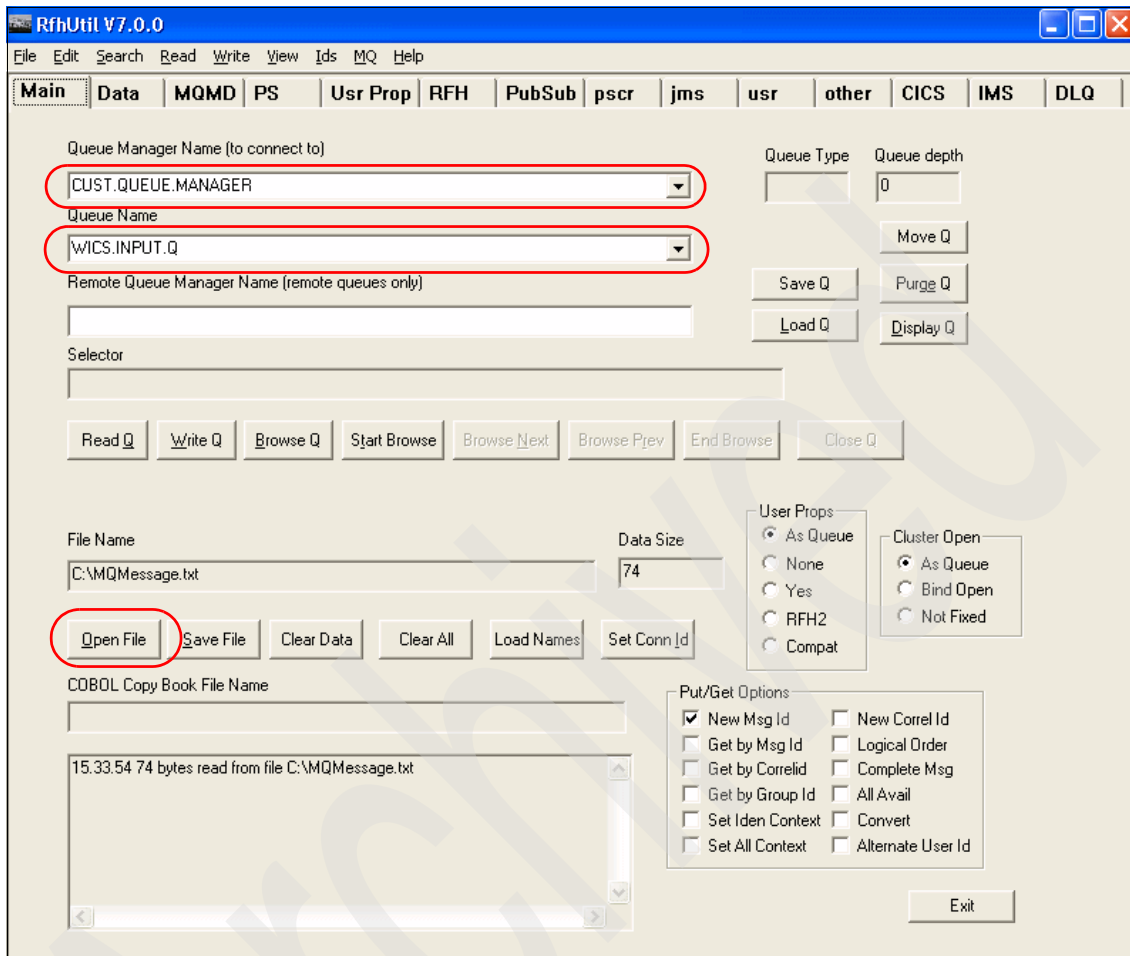 RfhUtil V7.0.0
File Edit Search Read Write View Ids MQ Help
Main Data MQMD PS Usr Prop RFH PubSub pscr jms usr other CICS IMS DLQ
Queue Manager Name (to connect to)
Queue Type Queue depth
CUST.QUEUE.MANAGER
0
Queue Name
WICS.INPUT.Q
Move Q
Remote Queue Manager Name (remote queues only)
Save Q Purge Q
Load Q Display Q
Selector
Read Q Write Q Browse Q Start Browse Browse Next Browse Prev End Browse Close Q
File Name
Data Size
C:\MQMessage.txt
74
User Props
As Queue
None
Yes
RFH2
Compat
Cluster Open
As Queue
Bind Open
Not Fixed
Open File Save File Clear Data Clear All Load Names Set Conn Id
COBOL Copy Book File Name
15.33.54 74 bytes read from file C:\MQMessage.txt
Put/Get Options
New Msg Id New Correl Id
Get by Msg Id Logical Order
Get by Correlid Complete Msg
Get by Group Id All Avail
Set Iden Context Convert
Set All Context Alternate User Id
Exit
Archived